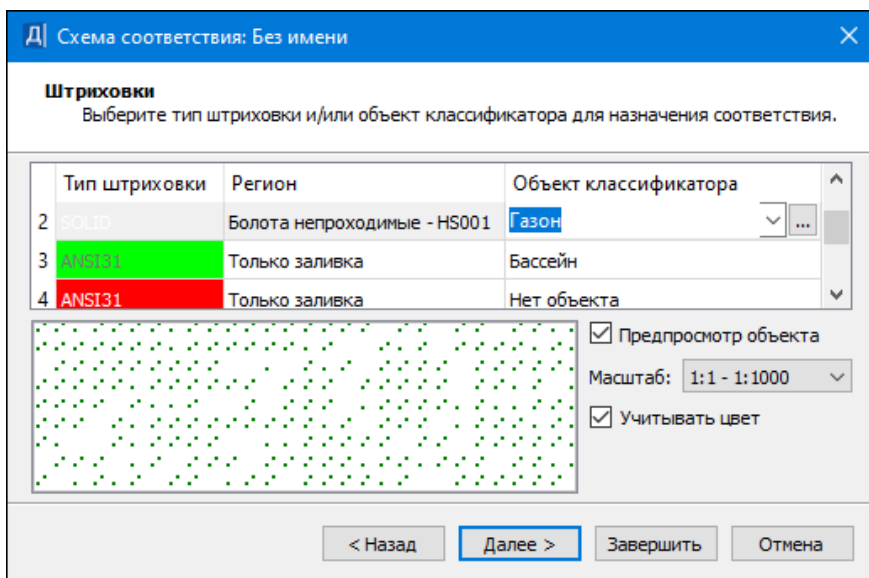 Д| Схема соответствия: Без имени
Штриховки
Выберите тип штриховки и/или объект классификатора для назначения соответствия.
Тип штриховки Регион Объект классификатора
2 SOLID Болота непроходимые - HS001 Газон ...
3 ANSI31 Только заливка Бассейн
4 ANSI31 Только заливка Нет объекта
Предпросмотр объекта
Масштаб: 1:1 - 1:1000
Учитывать цвет
< Назад Далее > Завершить Отмена